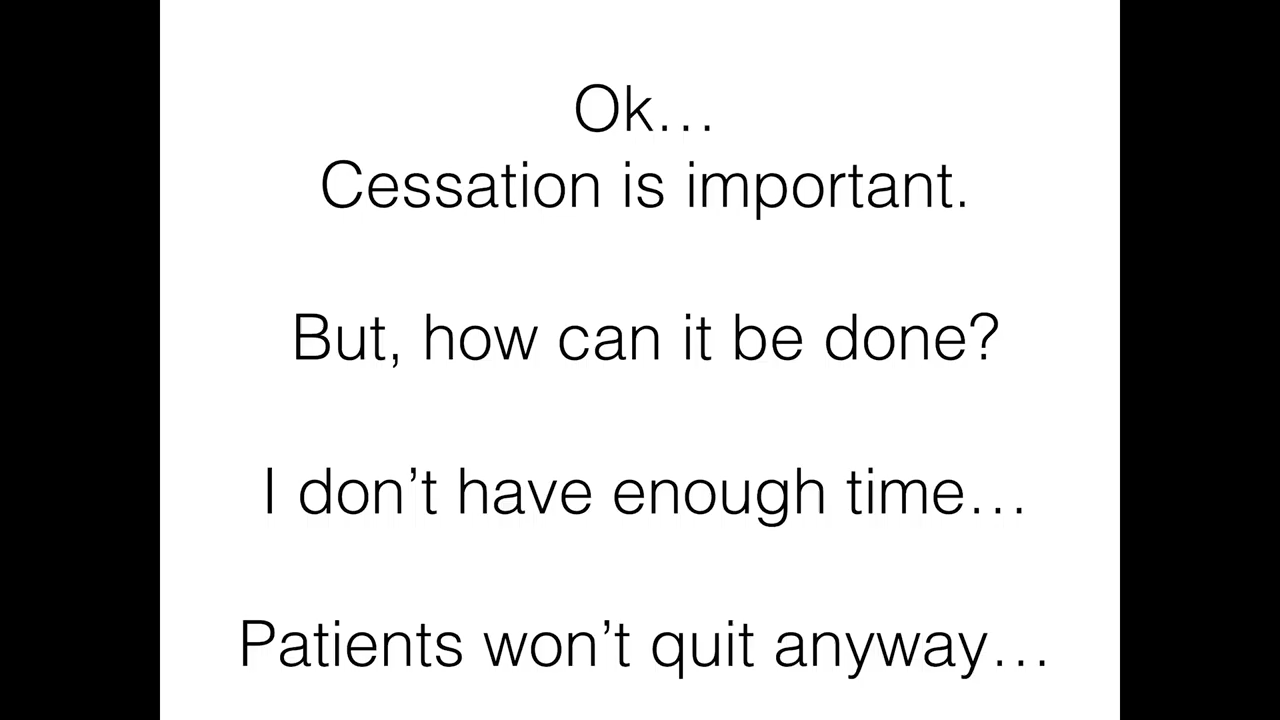 Ok…
Cessation is important.
But, how can it be done?
I don’t have enough time…
Patients won’t quit anyway…